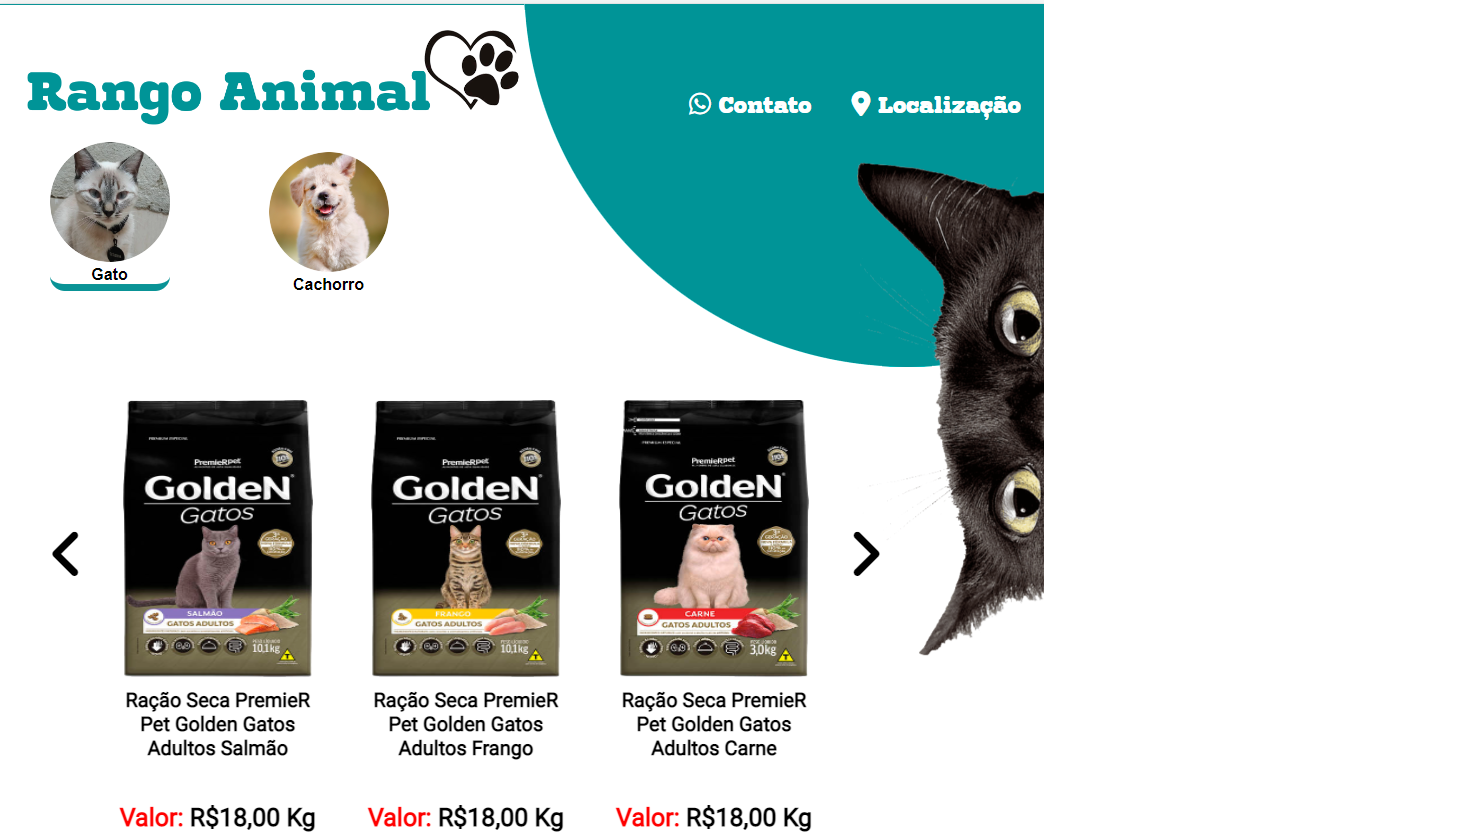 Rango Animal
Contato
Localização
Gato
Cachorro
PremieRpet
GoldeN
Gatos
SALMÃO
GATOS ADULTOS
10,1kg
PremieRpet
GoldeN
Gatos
FRANGO
GATOS ADULTOS
10,1kg
PremieRpet
GoldeN
Gatos
CARNE
GATOS ADULTOS
3,0kg
Ração Seca PremieR
Pet Golden Gatos
Adultos Salmão
Valor: R$18,00 Kg
Ração Seca PremieR
Pet Golden Gatos
Adultos Frango
Valor: R$18,00 Kg
Ração Seca PremieR
Pet Golden Gatos
Adultos Carne
Valor: R$18,00 Kg